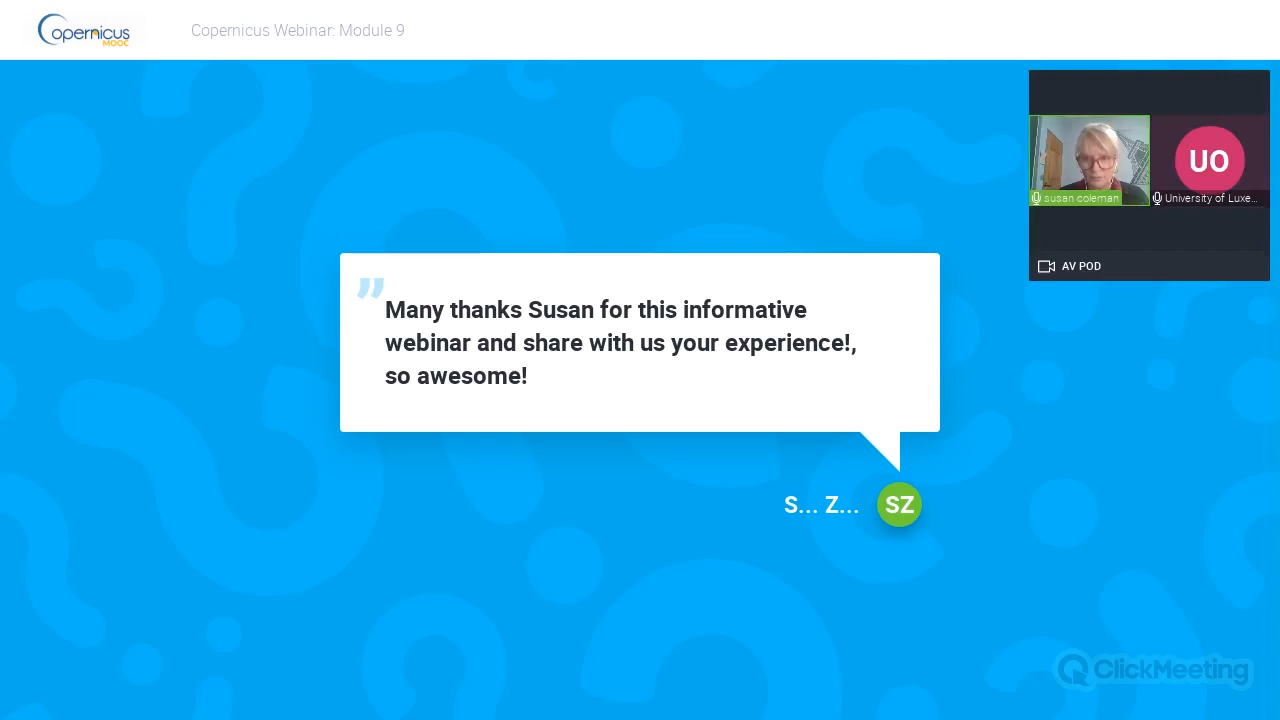 Copernicus
MOOC
Copernicus Webinar: Module 9
UO
susan coleman
University of Luxe...
AV POD
"
Many thanks Susan for this informative
webinar and share with us your experience!,
so awesome!
S... Z...
SZ
ClickMeeting